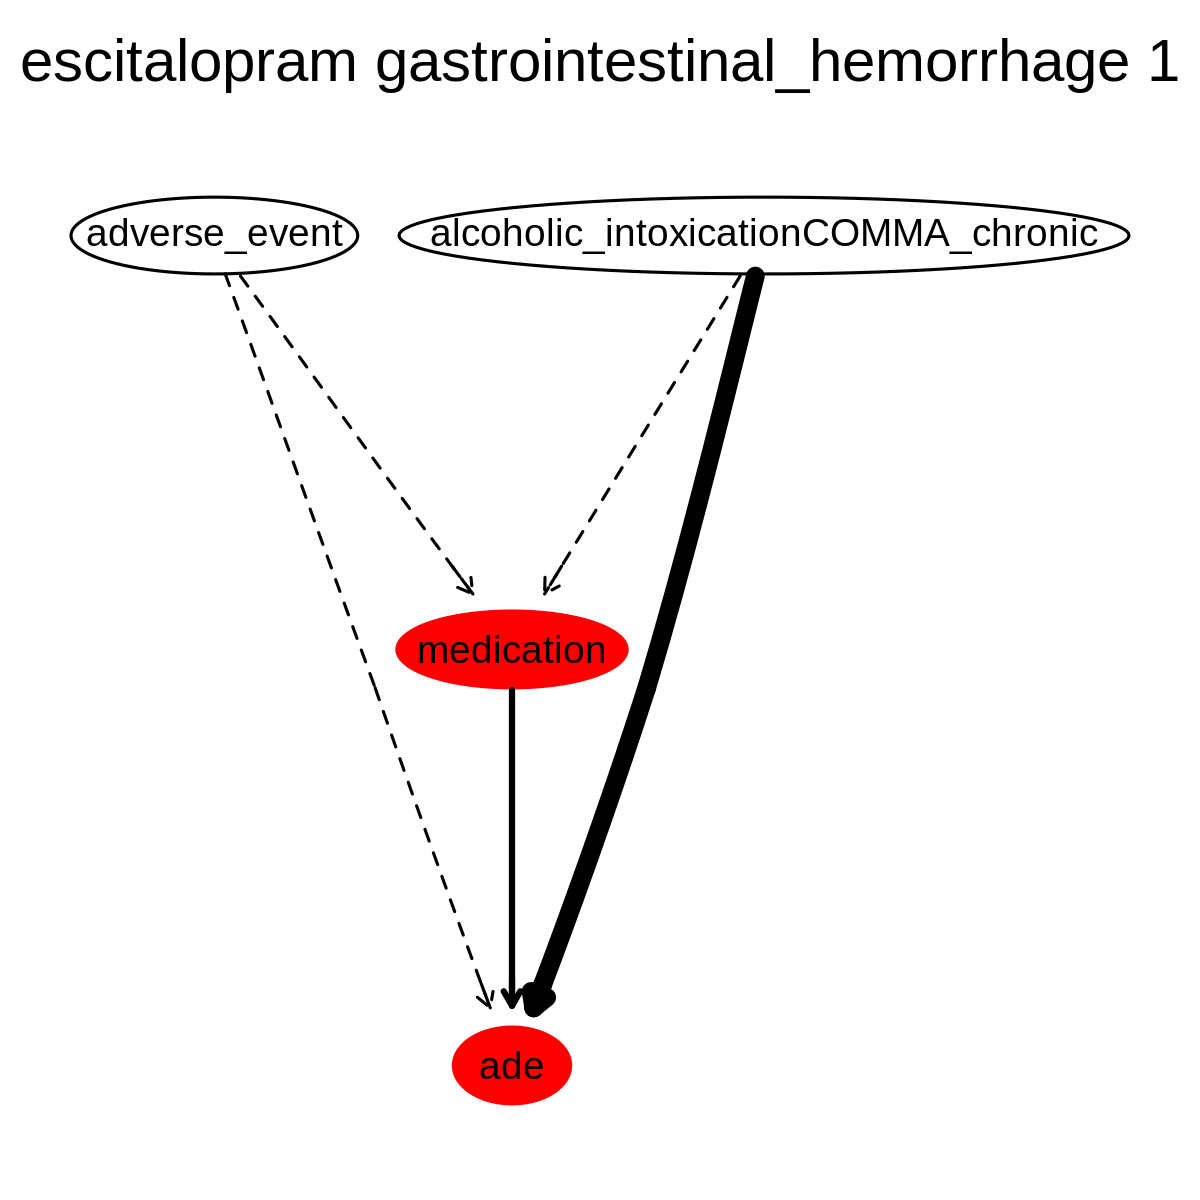 escitalopram gastrointestinal_hemorrhage 1
adverse_event
alcoholic_intoxicationCOMMA_chronic
medication
ade